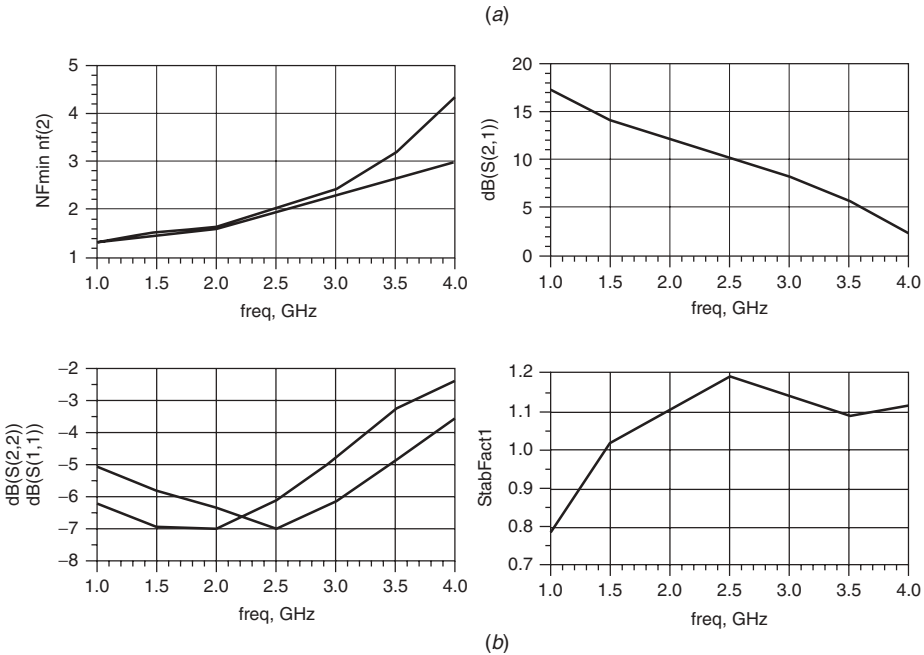 (a)
NFmin nf(2)
5
4
3
2
1
1.0 1.5 2.0 2.5 3.0 3.5 4.0
freq, GHz
dB(S(2,1))
20
15
10
5
0
1.0 1.5 2.0 2.5 3.0 3.5 4.0
freq, GHz
dB(S(2,2))
dB(S(1,1))
–2
–3
–4
–5
–6
–7
–8
1.0 1.5 2.0 2.5 3.0 3.5 4.0
freq, GHz
StabFact1
1.2
1.1
1.0
0.9
0.8
0.7
1.0 1.5 2.0 2.5 3.0 3.5 4.0
freq, GHz
(b)